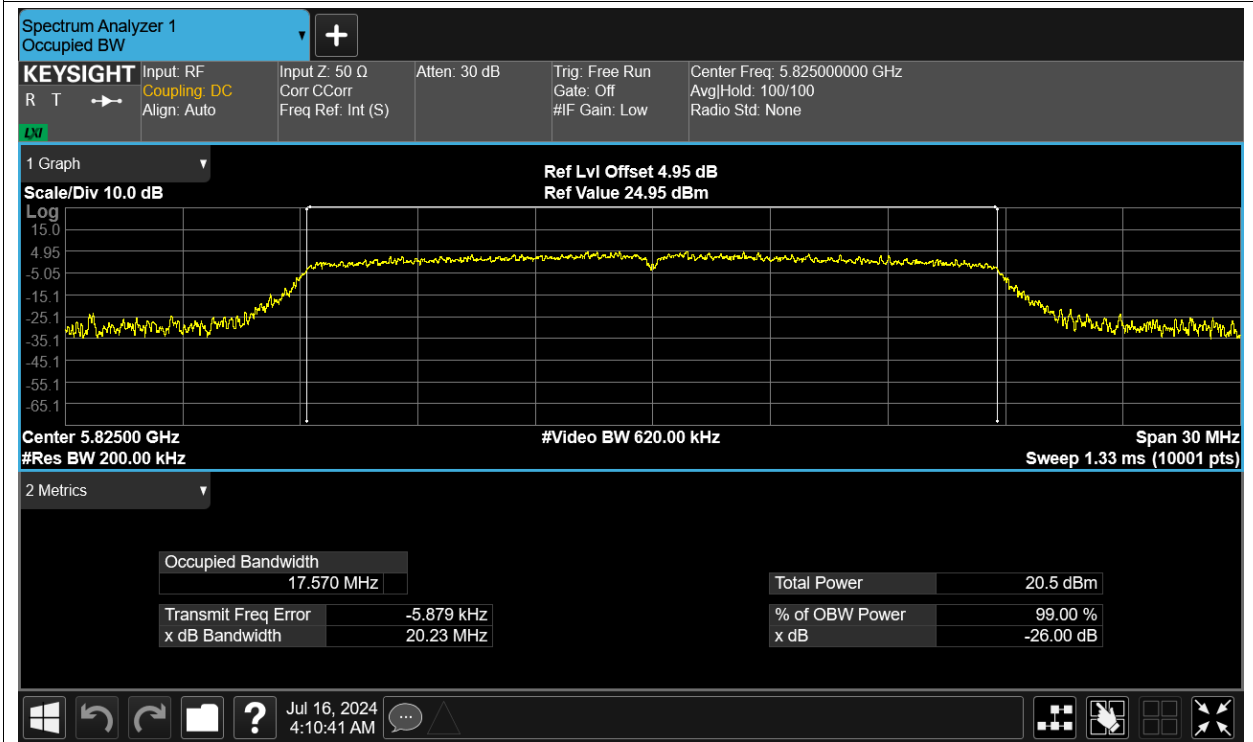 Spectrum Analyzer 1
Occupied BW
KEYSIGHT
R T
LXI
Input: RF
Coupling: DC
Align: Auto
Input Z: 50 Ω
Corr CCorr
Freq Ref: Int (S)
Atten: 30 dB
Trig: Free Run
Gate: Off
#IF Gain: Low
Center Freq: 5.825000000 GHz
Avg|Hold: 100/100
Radio Std: None
1 Graph
Scale/Div 10.0 dB
Ref Lvl Offset 4.95 dB
Ref Value 24.95 dBm
Log
15.0
4.95
-5.05
-15.1
-25.1
-35.1
-45.1
-55.1
-65.1
Center 5.82500 GHz
#Video BW 620.00 kHz
Span 30 MHz
#Res BW 200.00 kHz
Sweep 1.33 ms (10001 pts)
2 Metrics
Occupied Bandwidth
17.570 MHz
Transmit Freq Error -5.879 kHz
x dB Bandwidth 20.23 MHz
Total Power 20.5 dBm
% of OBW Power 99.00 %
x dB -26.00 dB
?
Jul 16, 2024
4:10:41 AM